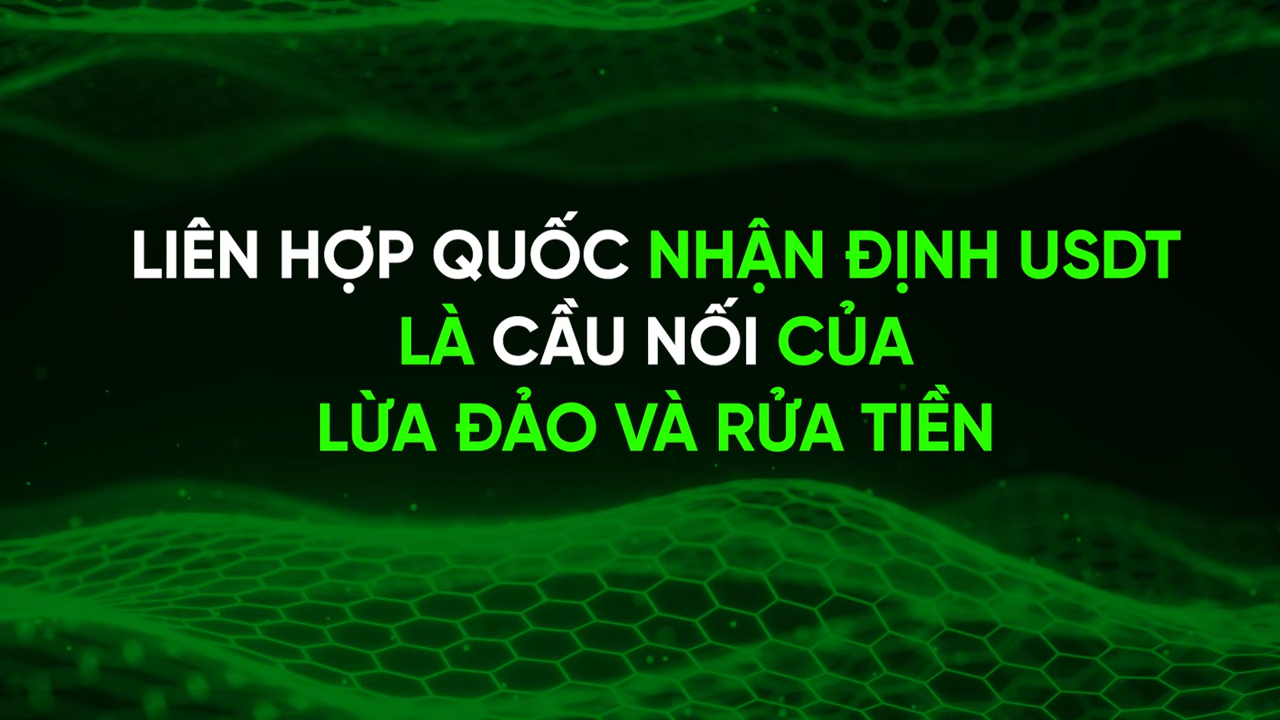 LIÊN HỢP QUỐC NHẬN ĐỊNH USDT
LÀ CẦU NỐI CỦA
LỪA ĐẢO VÀ RỬA TIỀN